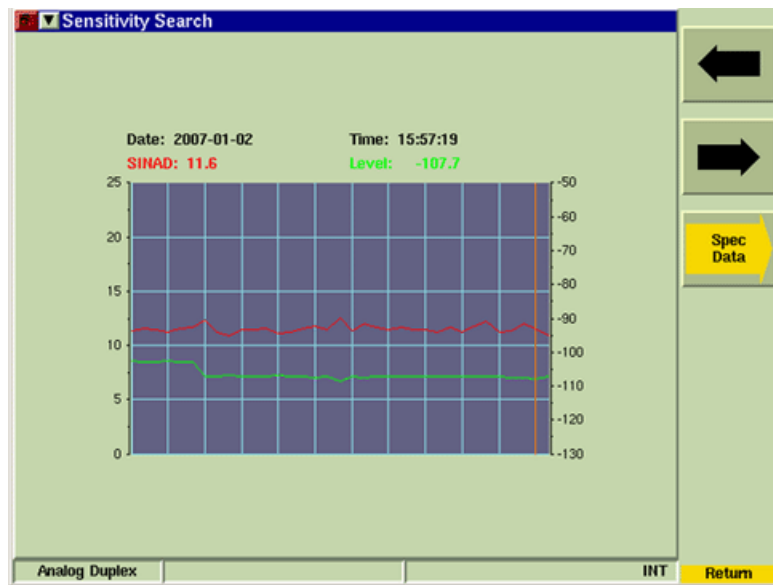 Sensitivity Search
Date: 2007-01-02 Time: 15:57:19
SINAD: 11.6 Level: -107.7
25 -50
-60
20 -70
-80
15 -90
10 -100
-110
5 -120
0 -130
Spec
Data
Analog Duplex INT Return